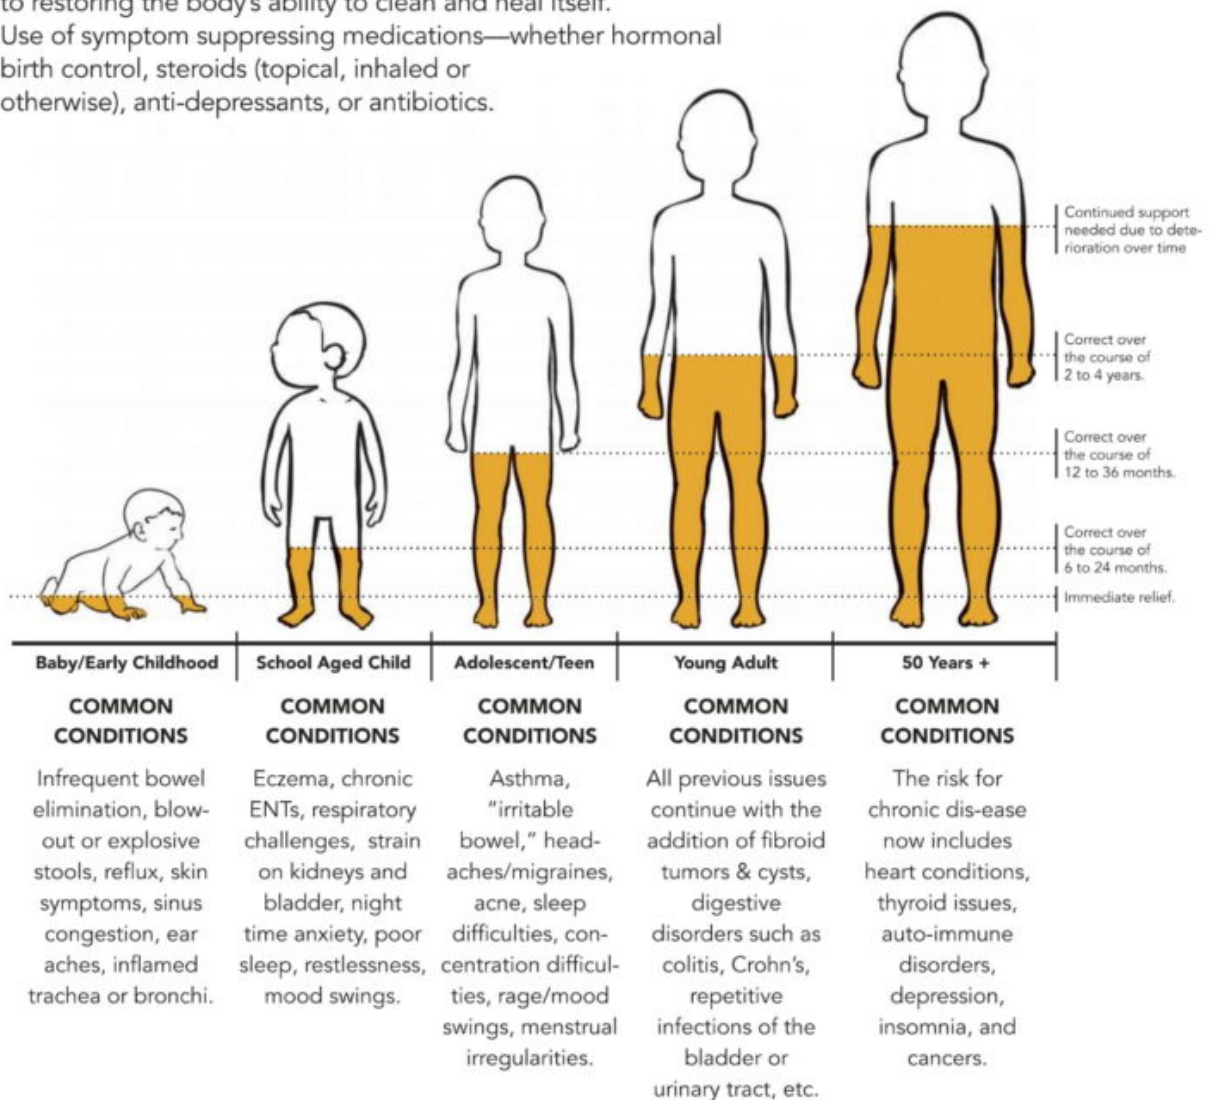 to restoring the body's ability to clean and heal itself.
Use of symptom suppressing medications—whether hormonal
birth control, steroids (topical, inhaled or
otherwise), anti-depressants, or antibiotics.
Continued support
needed due to dete-
rioration over time
Correct over
the course of
2 to 4 years.
Correct over
the course of
12 to 36 months.
Correct over
the course of
6 to 24 months.
Immediate relief.
Baby/Early Childhood
COMMON
CONDITIONS
Infrequent bowel
elimination, blow-
out or explosive
stools, reflux, skin
symptoms, sinus
congestion, ear
aches, inflamed
trachea or bronchi.
School Aged Child
COMMON
CONDITIONS
Eczema, chronic
ENTs, respiratory
challenges, strain
on kidneys and
bladder, night
time anxiety, poor
sleep, restlessness,
mood swings.
Adolescent/Teen
COMMON
CONDITIONS
Asthma,
"irritable
bowel," head-
aches/migraines,
acne, sleep
difficulties, con-
centration difficul-
ties, rage/mood
swings, menstrual
irregularities.
Young Adult
COMMON
CONDITIONS
All previous issues
continue with the
addition of fibroid
tumors & cysts,
digestive
disorders such as
colitis, Crohn's,
repetitive
infections of the
bladder or
urinary tract, etc.
50 Years +
COMMON
CONDITIONS
The risk for
chronic dis-ease
now includes
heart conditions,
thyroid issues,
auto-immune
disorders,
depression,
insomnia, and
cancers.